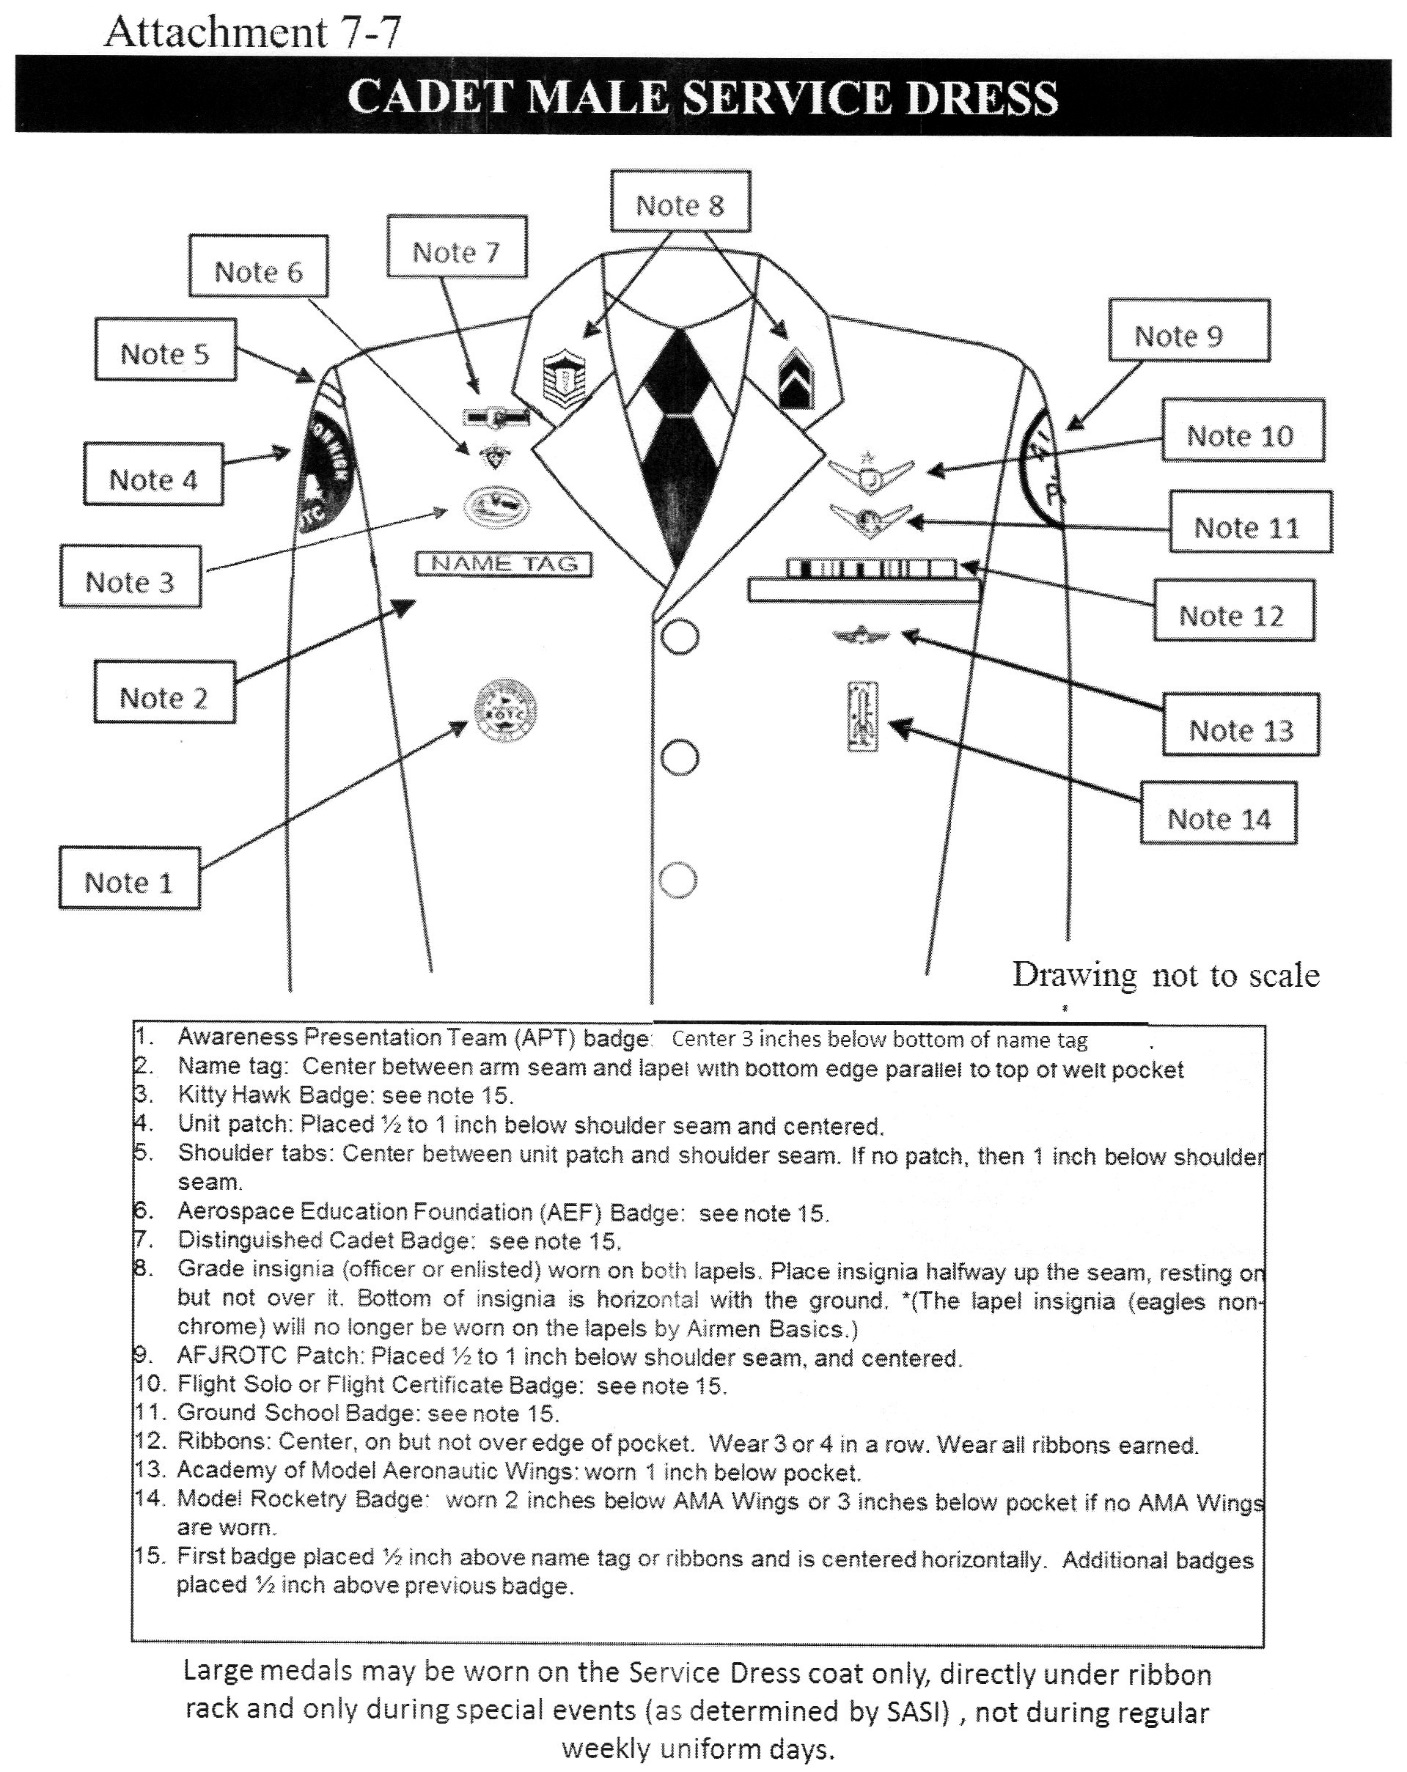 Attachment 7-7
CADET MALE SERVICE DRESS
Note 8
Note 7
Note 6
Note 5
Note 9
Note 10
Note 4
Note 11
NAME TAG
Note 3
Note 12
Note 2
ROTC
Note 13
Note 14
Note 1
Drawing not to scale
1. Awareness Presentation Team (APT) badge: Center 3 inches below bottom of name tag
2. Name tag: Center between arm seam and lapel with bottom edge parallel to top of welt pocket
3. Kitty Hawk Badge: see note 15.
4. Unit patch: Placed ½ to 1 inch below shoulder seam and centered.
5. Shoulder tabs: Center between unit patch and shoulder seam. If no patch, then 1 inch below shoulder
seam.
6. Aerospace Education Foundation (AEF) Badge: see note 15.
7. Distinguished Cadet Badge: see note 15.
8. Grade insignia (officer or enlisted) worn on both lapels. Place insignia halfway up the seam, resting on
but not over it. Bottom of insignia is horizontal with the ground. *(The lapel insignia (eagles non-
chrome) will no longer be worn on the lapels by Airmen Basics.)
9. AFJROTC Patch: Placed ½ to 1 inch below shoulder seam, and centered.
10. Flight Solo or Flight Certificate Badge: see note 15.
11. Ground School Badge: see note 15.
12. Ribbons: Center, on but not over edge of pocket. Wear 3 or 4 in a row. Wear all ribbons earned.
13. Academy of Model Aeronautic Wings: worn 1 inch below pocket.
14. Model Rocketry Badge: worn 2 inches below AMA Wings or 3 inches below pocket if no AMA Wings
are worn.
15. First badge placed ½ inch above name tag or ribbons and is centered horizontally. Additional badges
placed ½ inch above previous badge.
Large medals may be worn on the Service Dress coat only, directly under ribbon
rack and only during special events (as determined by SASI) , not during regular
weekly uniform days.